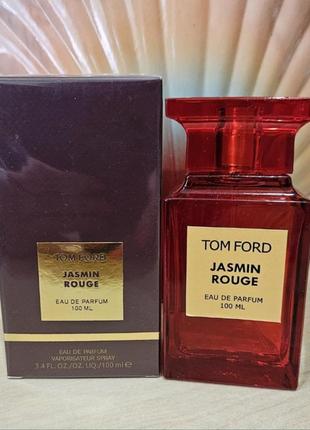 TOM FORD
JASMIN
ROUGE
EAU DE PARFUM
100 ML
EAU DE PARFUM
VAPORISATEUR SPRAY
3.4 FL. OZ./OZ. LIQ./100 ml ℮
TOM FORD
JASMIN
ROUGE
EAU DE PARFUM
100 ML